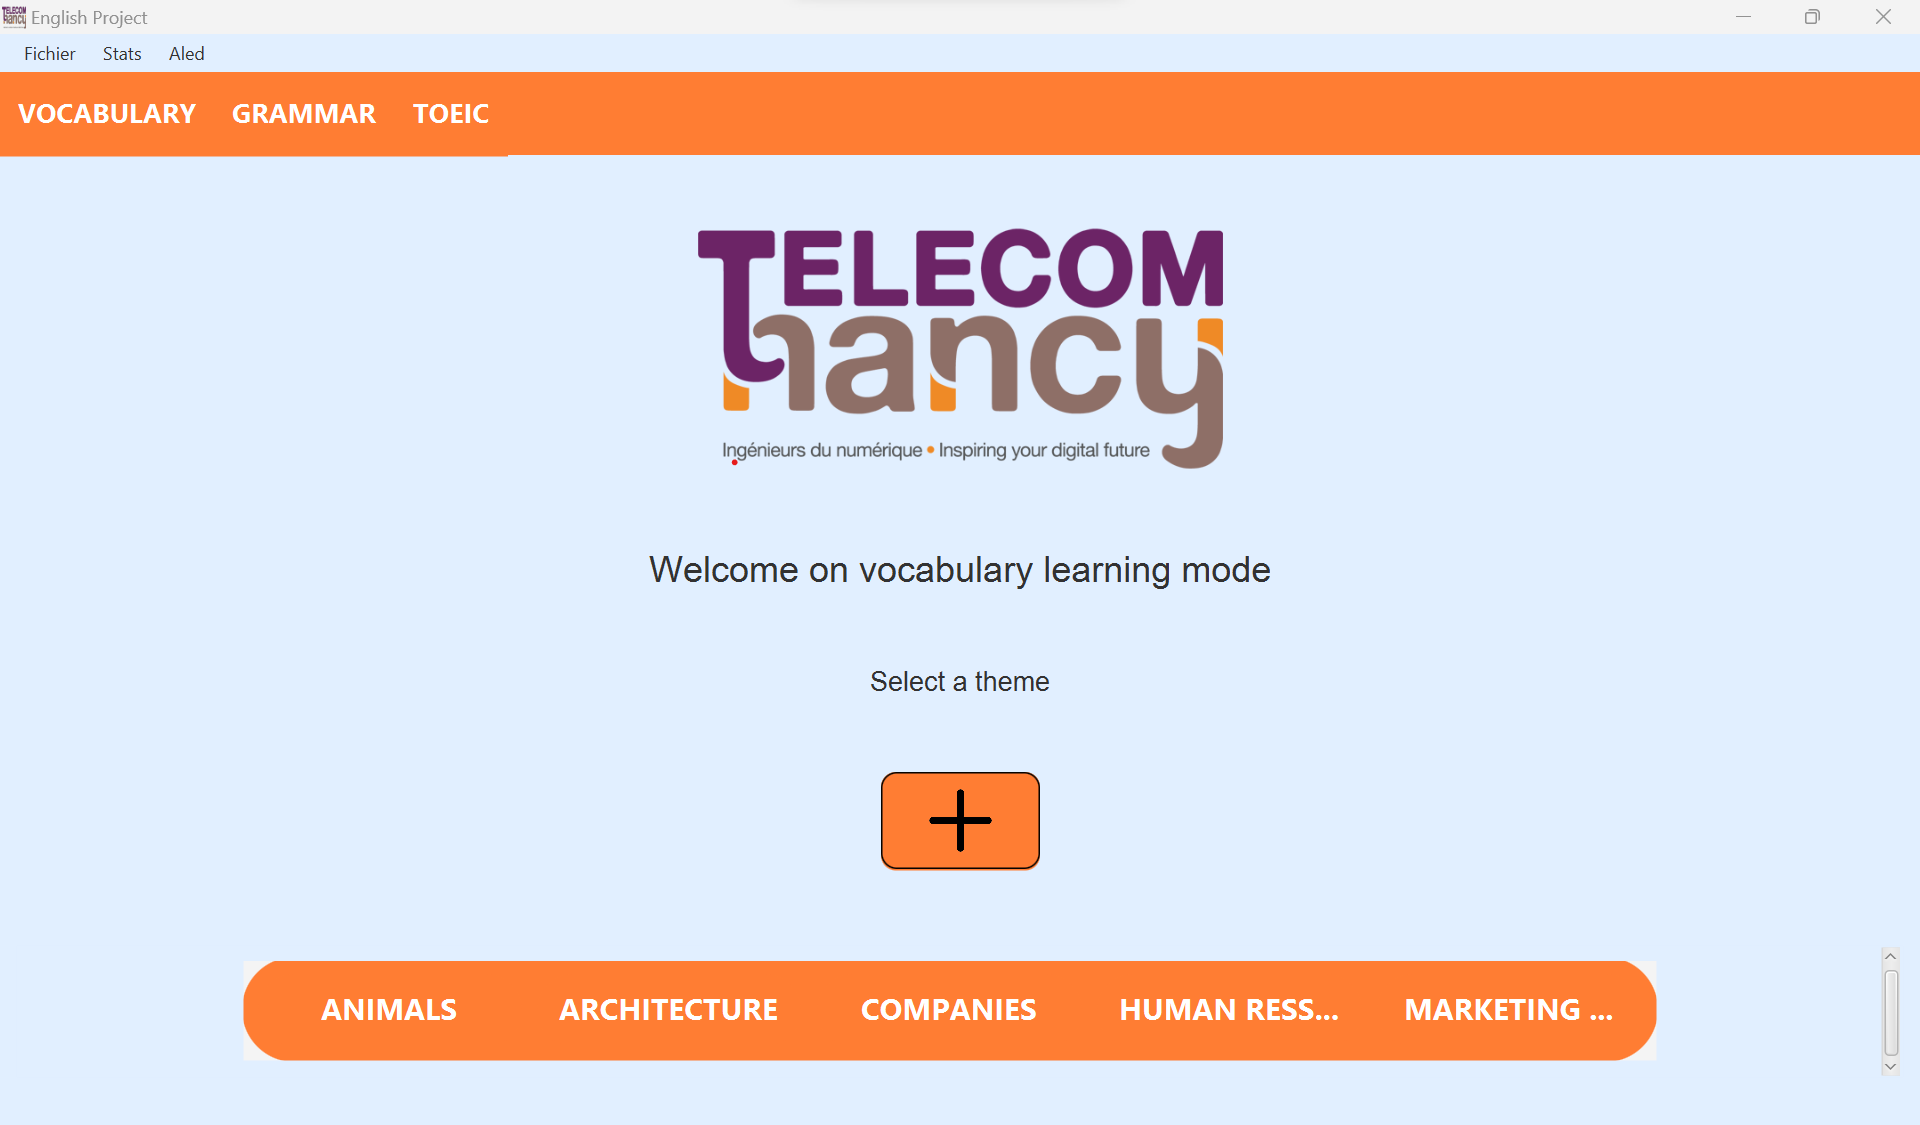 English Project
Fichier Stats Aled
VOCABULARY GRAMMAR TOEIC
TELECOM
nancy
Ingénieurs du numérique • Inspiring your digital future
Welcome on vocabulary learning mode
Select a theme
ANIMALS ARCHITECTURE COMPANIES HUMAN RESS... MARKETING ...